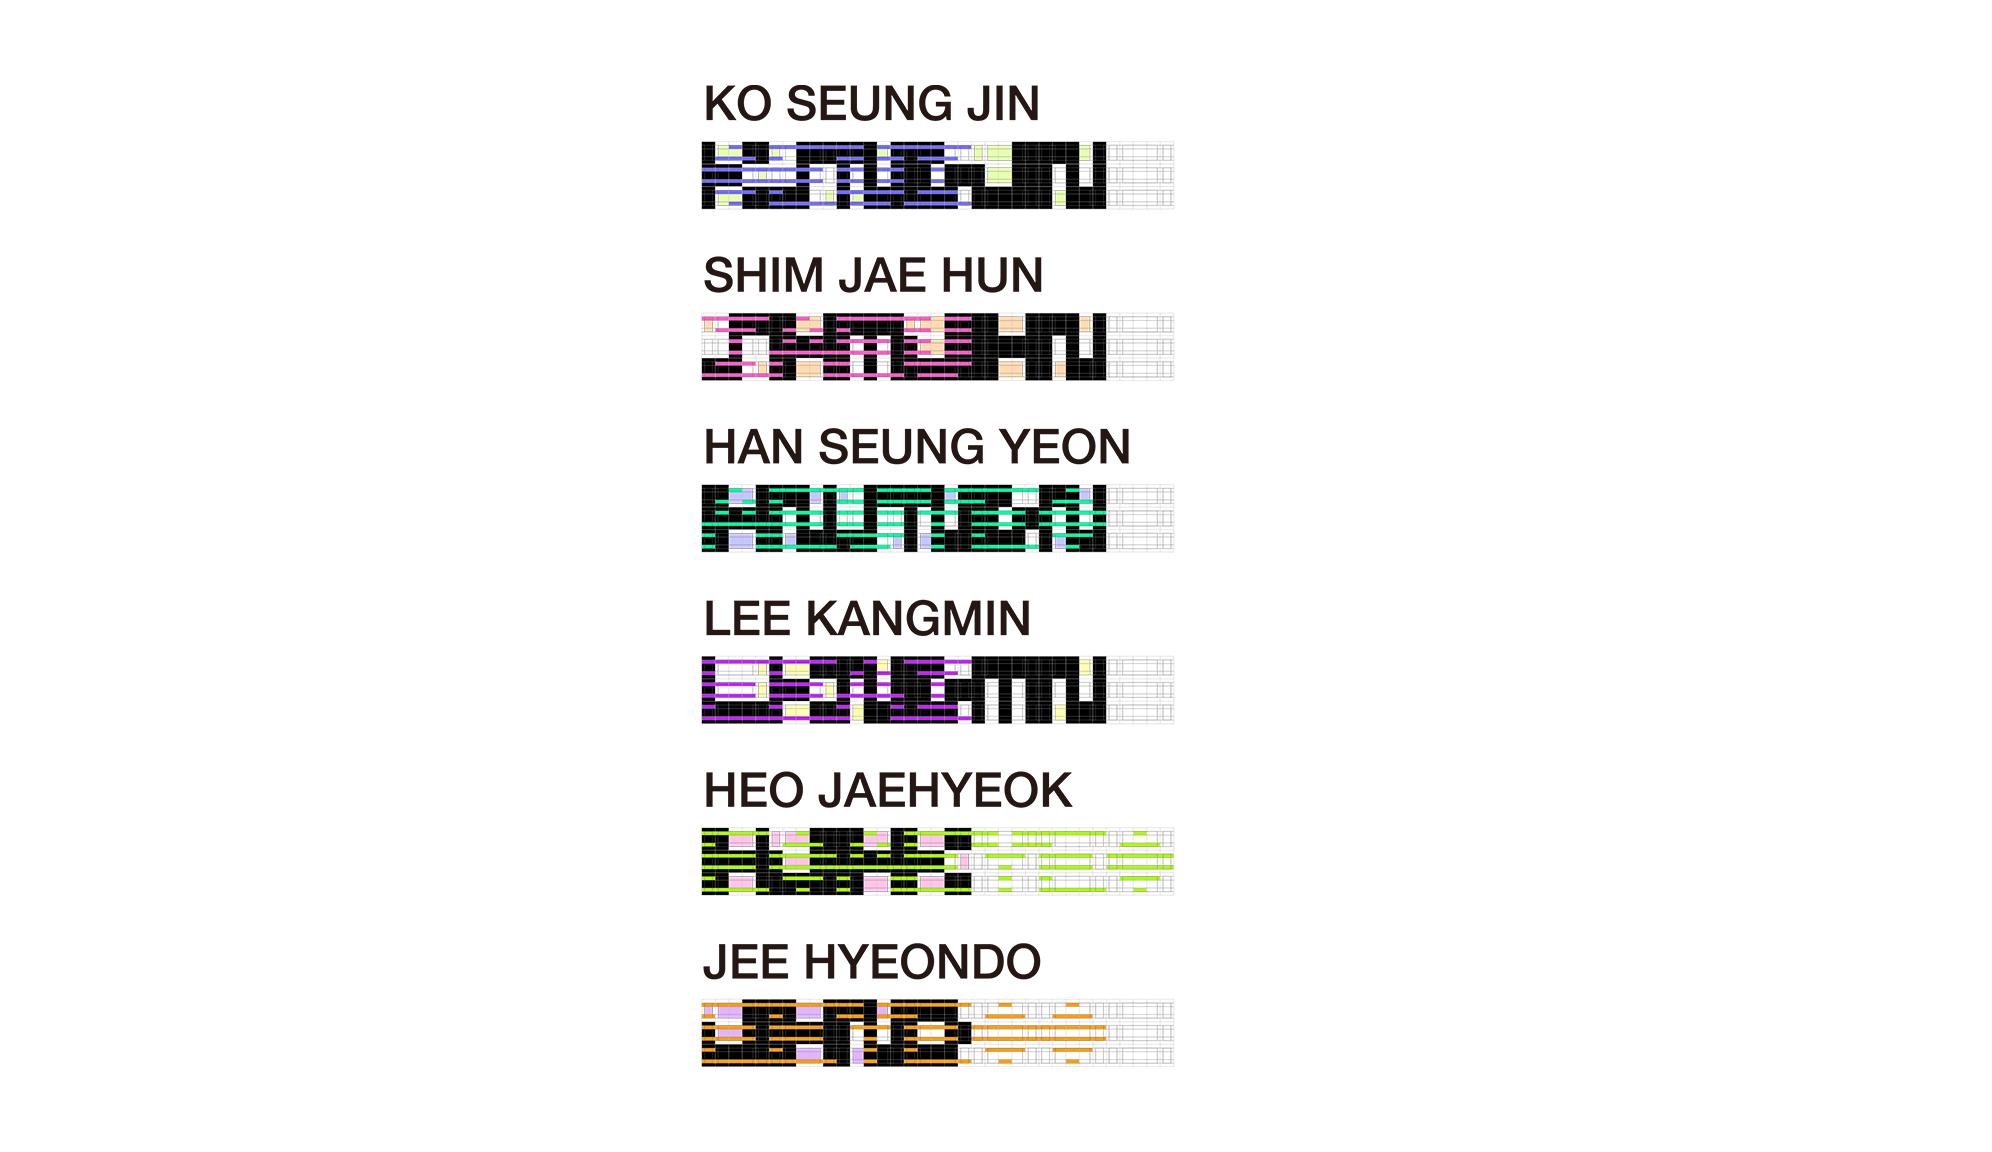 KO SEUNG JIN
SHIM JAE HUN
HAN SEUNG YEON
LEE KANGMIN
HEO JAEHYEOK
JEE HYEONDO